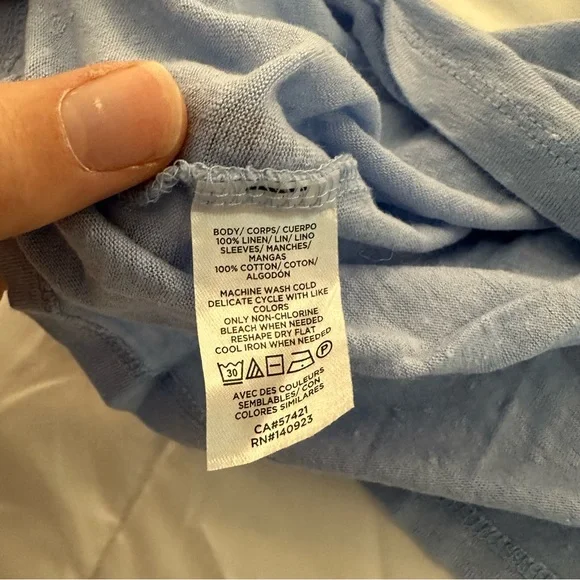 BODY/ CORPS/ CUERPO
100% LINEN/ LIN/ LINO
SLEEVES/ MANCHES/
MANGAS
100% COTTON/ COTON/
ALGODÓN
MACHINE WASH COLD
DELICATE CYCLE WITH LIKE
COLORS
ONLY NON-CHLORINE
BLEACH WHEN NEEDED
RESHAPE DRY FLAT
COOL IRON WHEN NEEDED
30 P
AVEC DES COULEURS
SEMBLABLES/ CON
COLORES SIMILARES
CA#57421
RN#140923